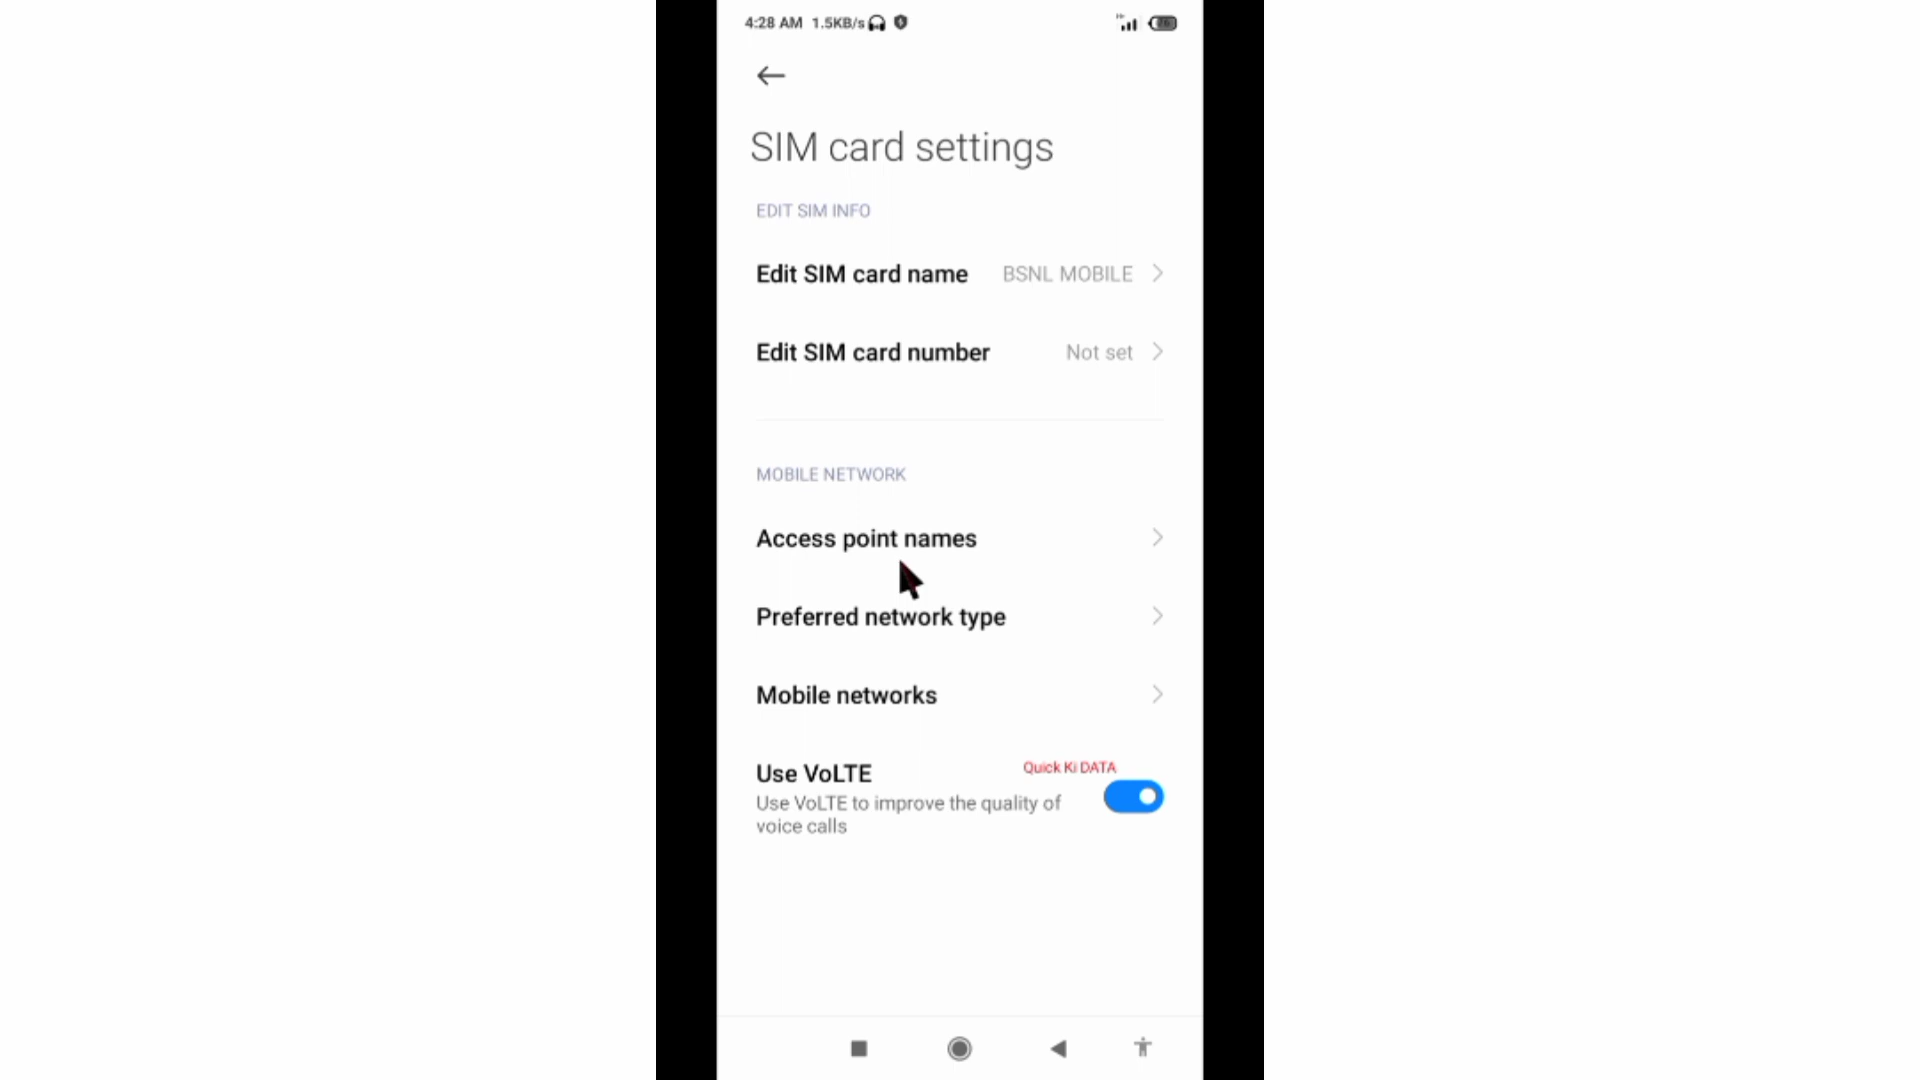 4:28 AM 1.5KB/s
SIM card settings
EDIT SIM INFO
Edit SIM card name BSNL MOBILE
Edit SIM card number Not set
MOBILE NETWORK
Access point names
Preferred network type
Mobile networks
Use VoLTE Quick Ki DATA
Use VoLTE to improve the quality of
voice calls